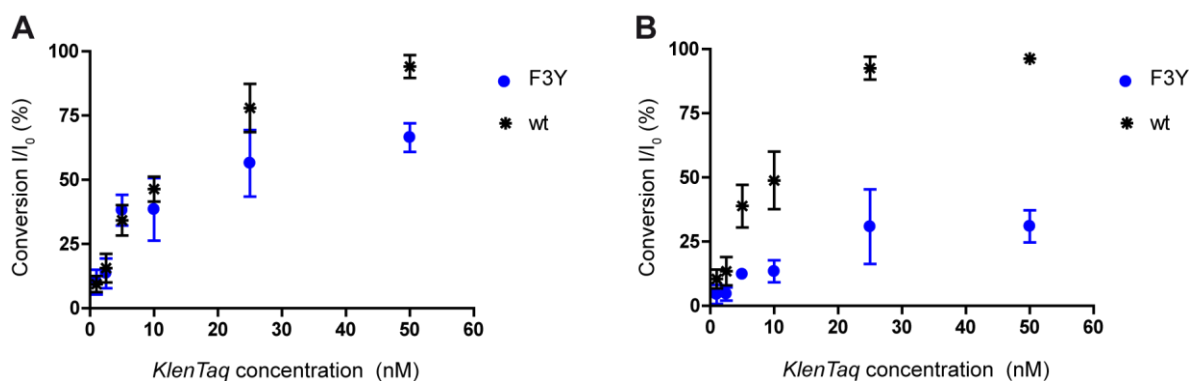 A
Conversion I/I0 (%)
100
75
50
25
0
0 10 20 30 40 50 60
KlenTaq concentration (nM)
F3Y
wt
B
Conversion I/I0 (%)
100
75
50
25
0
0 10 20 30 40 50 60
KlenTaq concentration (nM)
F3Y
wt